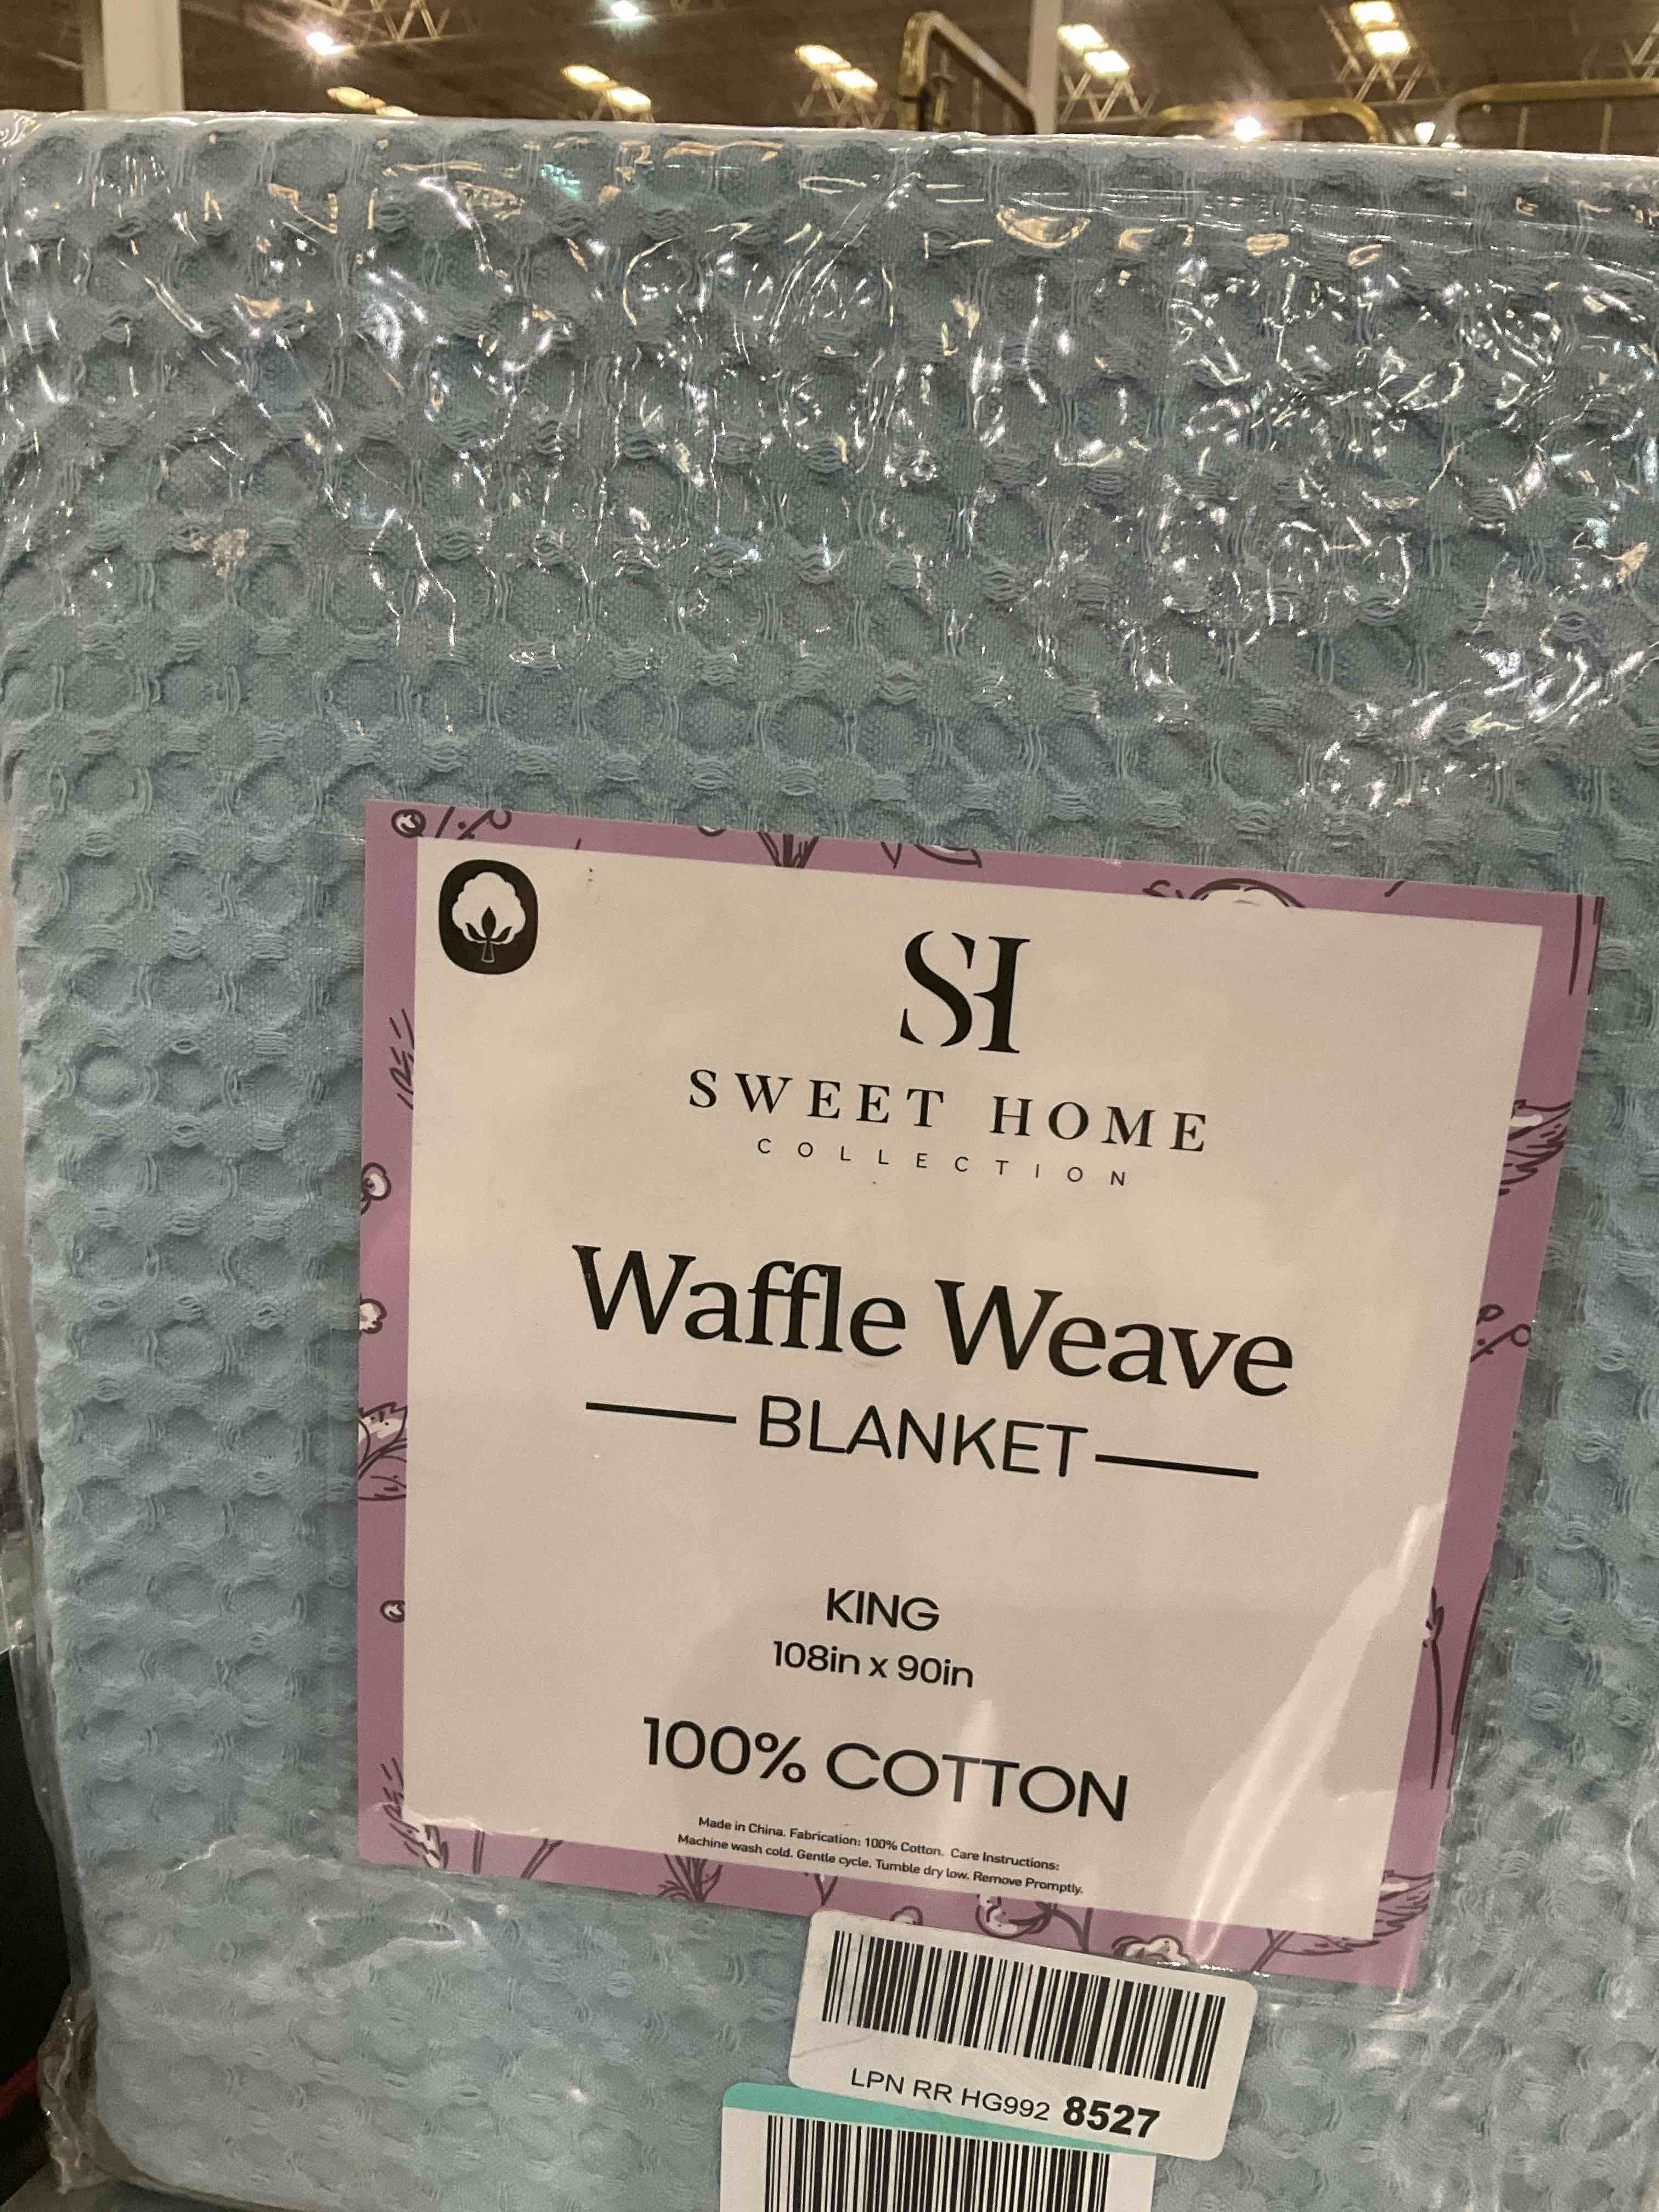 SH
SWEET HOME
COLLECTION
Waffle Weave
BLANKET
KING
108in x 90in
100% COTTON
Made in China. Fabrication: 100% Cotton. Care Instructions:
Machine wash cold. Gentle cycle. Tumble dry low. Remove Promptly.
LPN RR HG992 8527